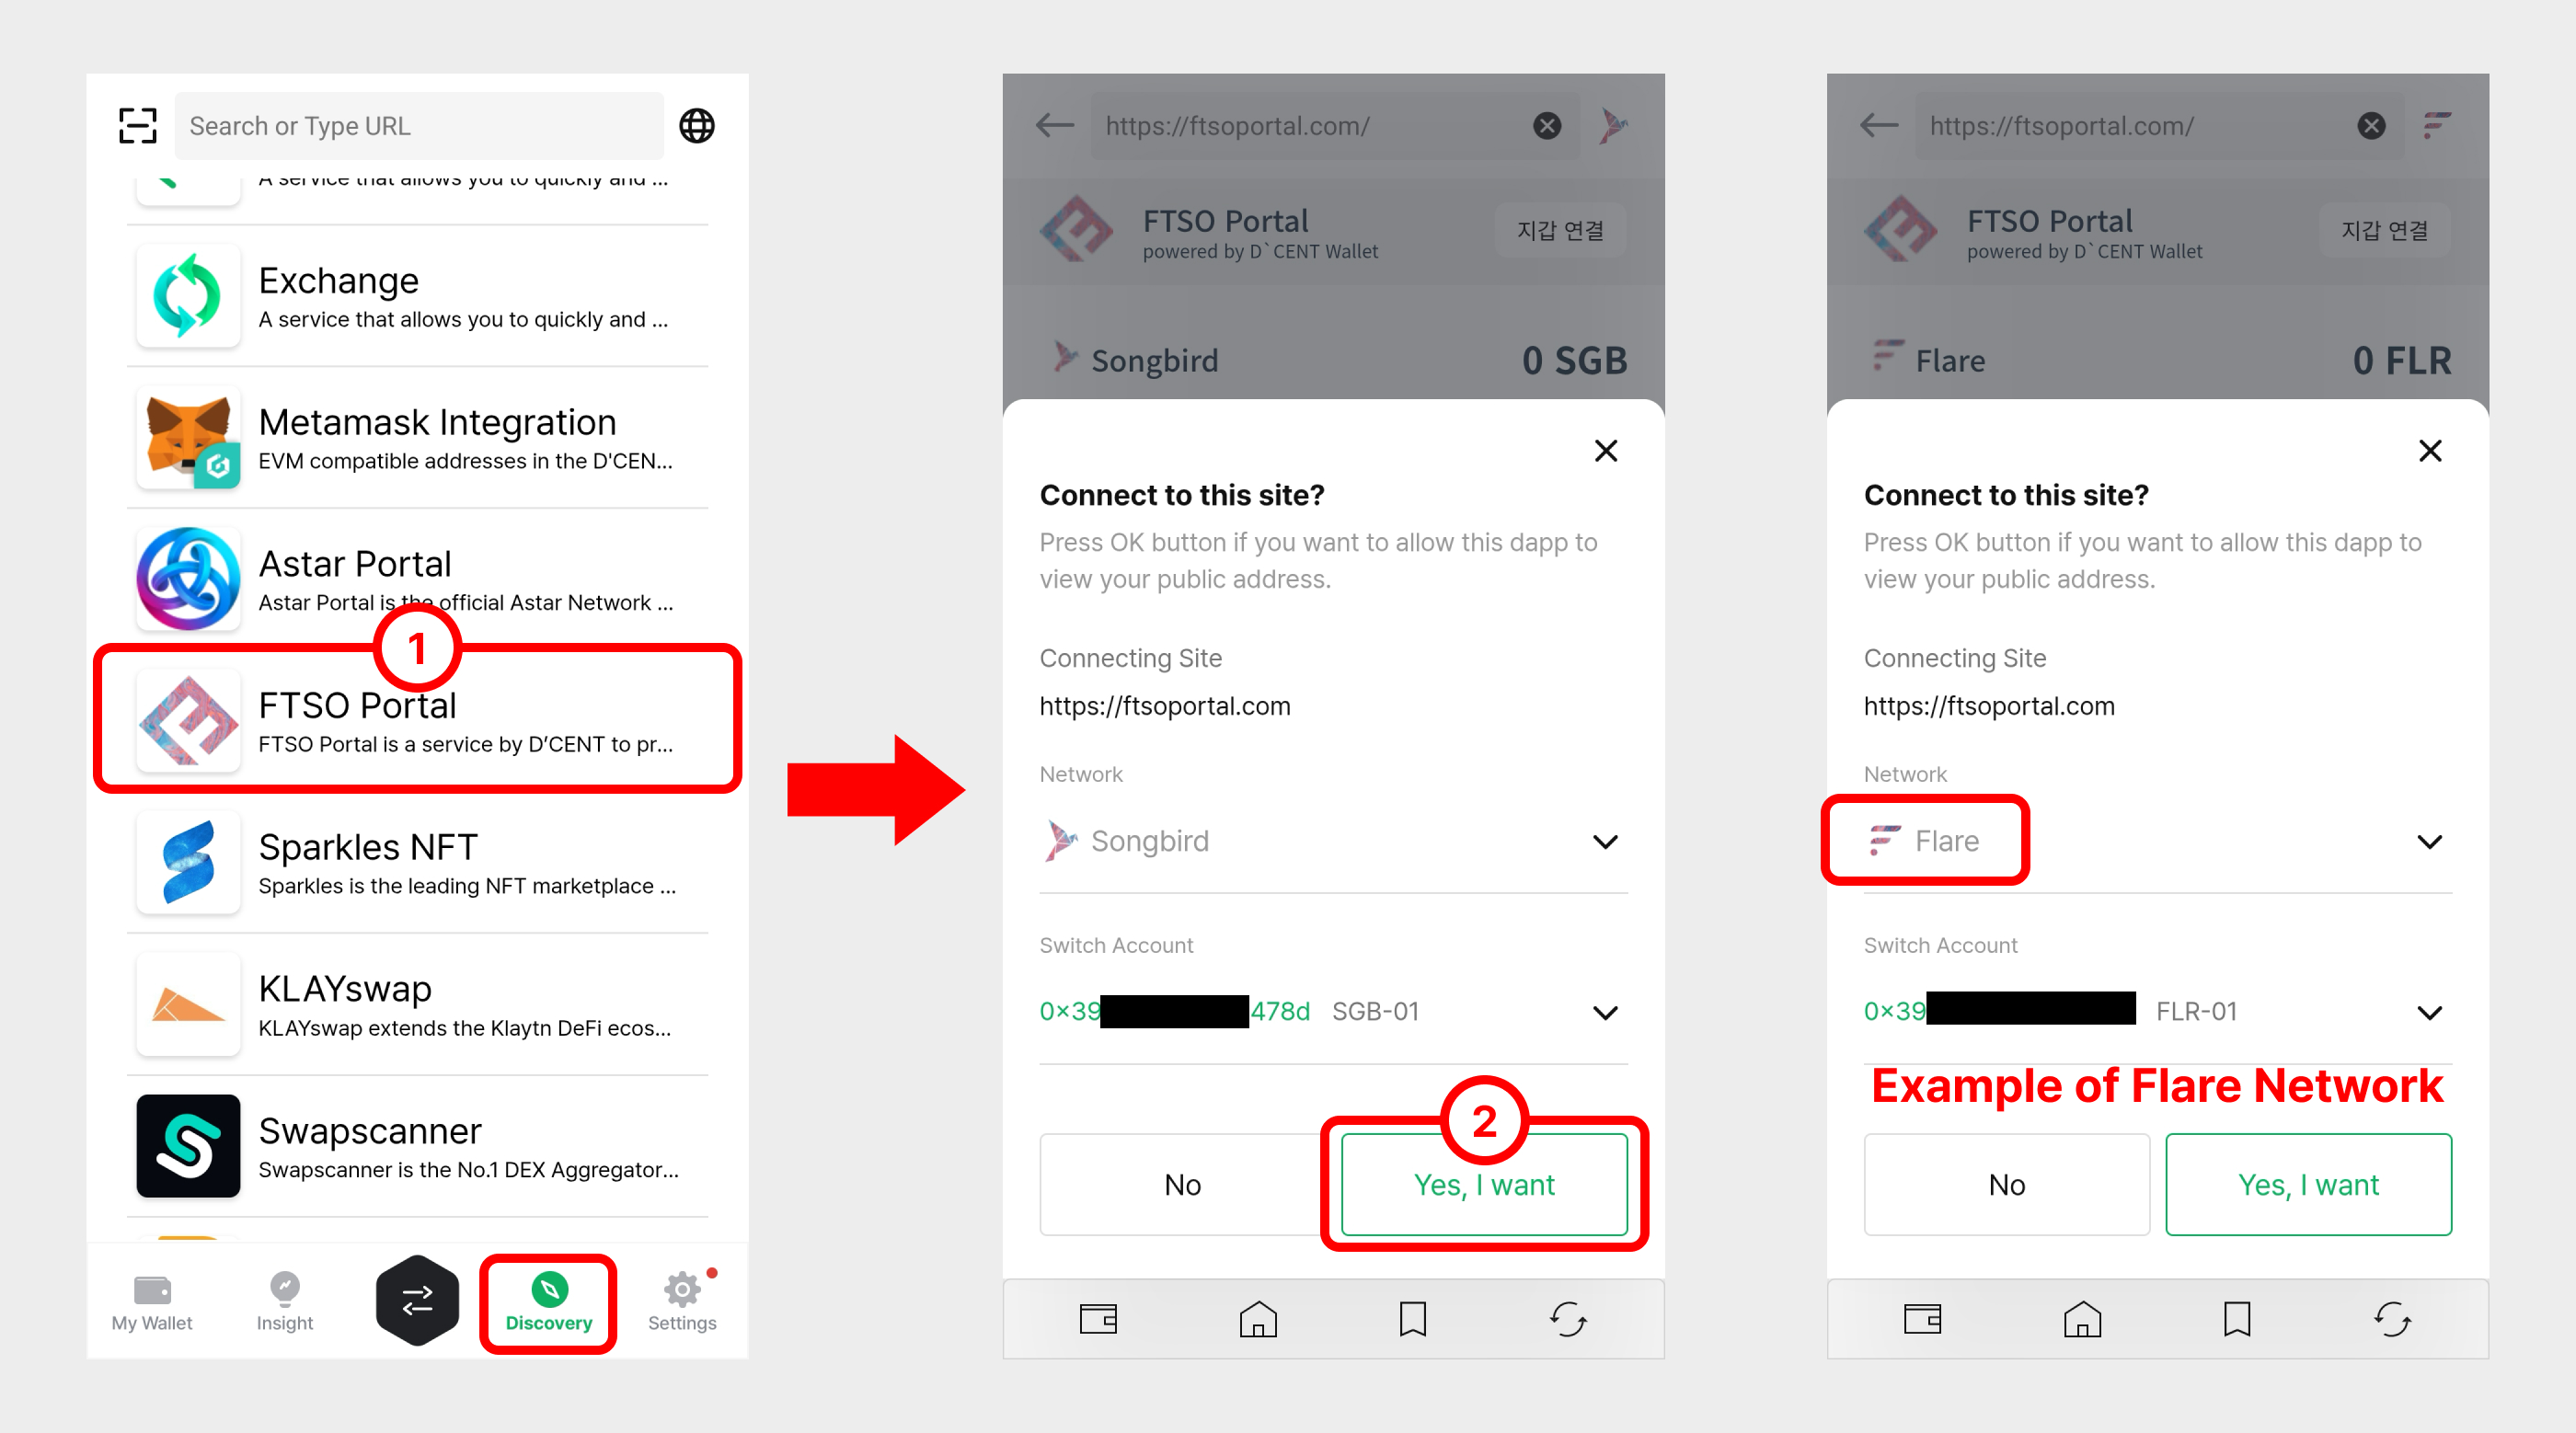 Search or Type URL
A service that allows you to quickly and ...
Exchange
A service that allows you to quickly and ...
Metamask Integration
EVM compatible addresses in the D'CEN...
Astar Portal
Astar Portal is the official Astar Network ...
1
FTSO Portal
FTSO Portal is a service by D’CENT to pr...
Sparkles NFT
Sparkles is the leading NFT marketplace ...
KLAYswap
KLAYswap extends the Klaytn DeFi ecos...
Swapscanner
Swapscanner is the No.1 DEX Aggregator...
My Wallet
Insight
Discovery
Settings
https://ftsoportal.com/
FTSO Portal
powered by D`CENT Wallet
지갑 연결
Songbird
0 SGB
Connect to this site?
Press OK button if you want to allow this dapp to
view your public address.
Connecting Site
https://ftsoportal.com
Network
Songbird
Switch Account
0x39 478d SGB-01
2
No
Yes, I want
https://ftsoportal.com/
FTSO Portal
powered by D`CENT Wallet
지갑 연결
Flare
0 FLR
Connect to this site?
Press OK button if you want to allow this dapp to
view your public address.
Connecting Site
https://ftsoportal.com
Network
Flare
Switch Account
0x39 FLR-01
Example of Flare Network
No
Yes, I want